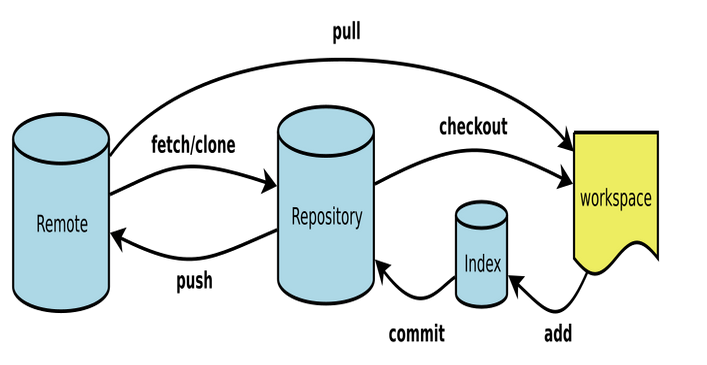 pull
fetch/clone
checkout
Remote
Repository
workspace
Index
push
commit
add